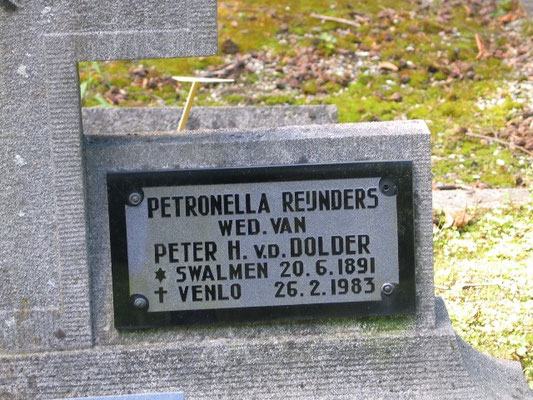 PETRONELLA REIJNDERS
WED. VAN
PETER H. v.d. DOLDER
✡ SWALMEN 20.6.1891
✝ VENLO 26.2.1983